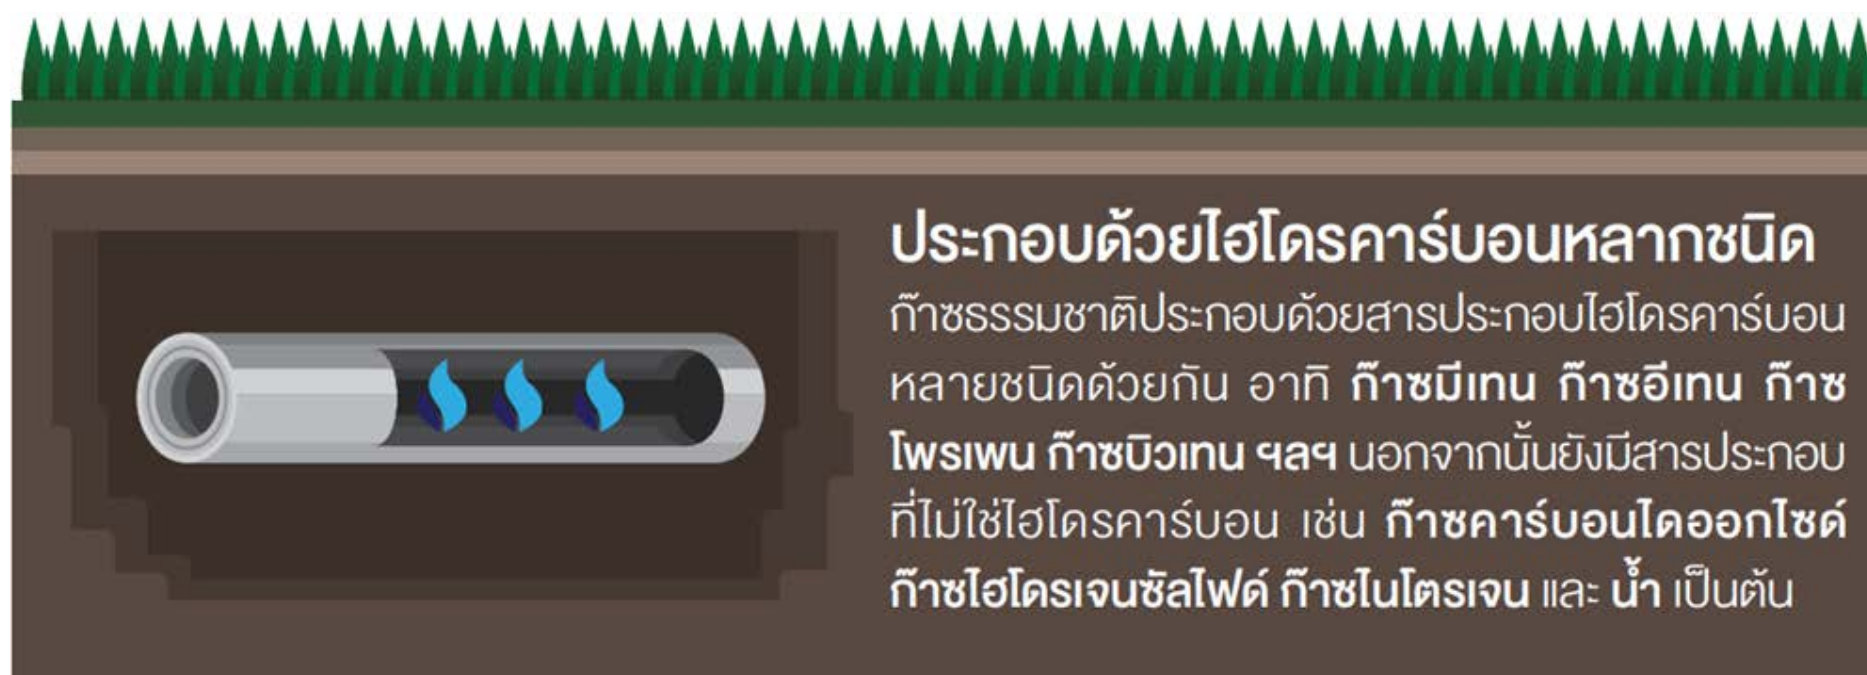 ประกอบด้วยไฮโดรคาร์บอนหลากชนิด
ก๊าซธรรมชาติประกอบด้วยสารประกอบไฮโดรคาร์บอน
หลายชนิดด้วยกัน อาทิ ก๊าซมีเทน ก๊าซอีเทน ก๊าซ
โพรเพน ก๊าซบิวเทน ฯลฯ นอกจากนั้นยังมีสารประกอบ
ที่ไม่ใช่ไฮโดรคาร์บอน เช่น ก๊าซคาร์บอนไดออกไซด์
ก๊าซไฮโดรเจนซัลไฟด์ ก๊าซไนโตรเจน และ น้ำ เป็นต้น